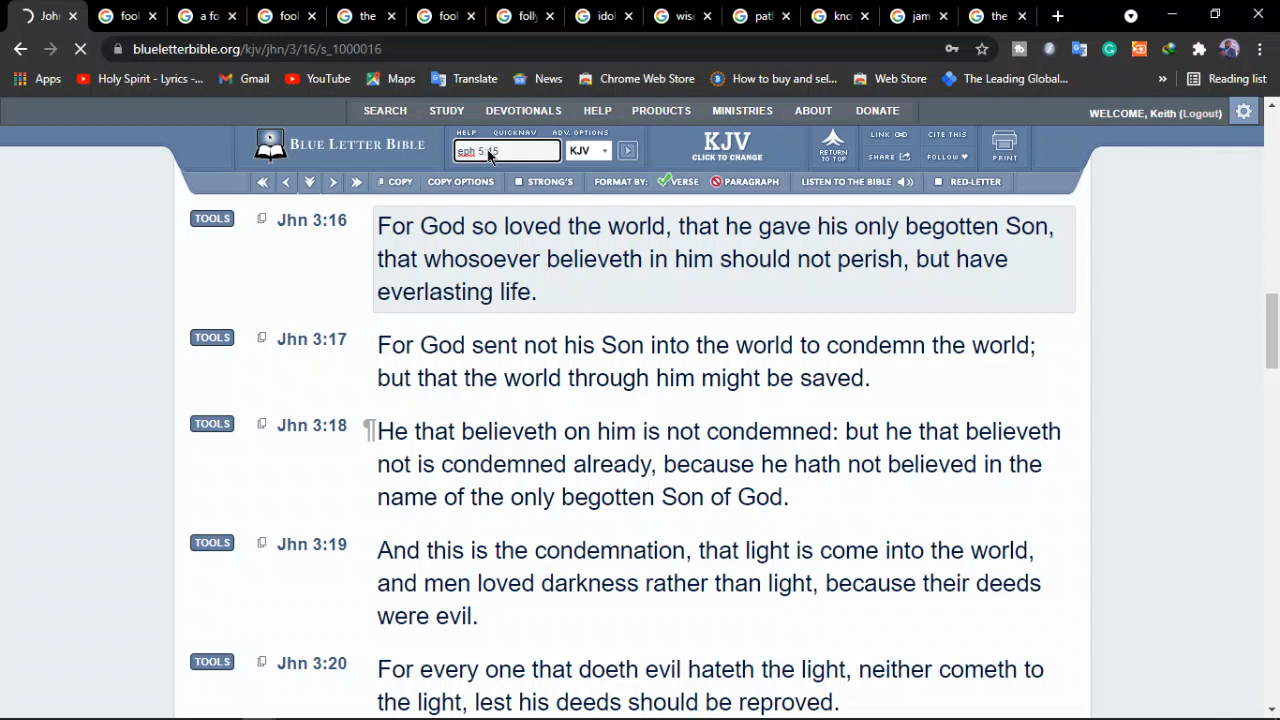 Joh fool a fo fool the fool folly idol wise path kno jam the
blueletterbible.org/kjv/jhn/3/16/s_1000016
Apps Holy Spirit - Lyrics -... Gmail YouTube Maps Translate News Chrome Web Store How to buy and sel... Web Store The Leading Global... » Reading list
SEARCH STUDY DEVOTIONALS HELP PRODUCTS MINISTRIES ABOUT DONATE WELCOME, Keith (Logout)
HELP QUICKNAV ADV. OPTIONS
BLUE LETTER BIBLE eph 5:15 KJV KJV LINK CITE THIS
CLICK TO CHANGE RETURN TO TOP SHARE FOLLOW PRINT
COPY COPY OPTIONS STRONG'S FORMAT BY: VERSE PARAGRAPH LISTEN TO THE BIBLE RED-LETTER
TOOLS Jhn 3:16 For God so loved the world, that he gave his only begotten Son,
that whosoever believeth in him should not perish, but have
everlasting life.
TOOLS Jhn 3:17 For God sent not his Son into the world to condemn the world;
but that the world through him might be saved.
TOOLS Jhn 3:18 ¶He that believeth on him is not condemned: but he that believeth
not is condemned already, because he hath not believed in the
name of the only begotten Son of God.
TOOLS Jhn 3:19 And this is the condemnation, that light is come into the world,
and men loved darkness rather than light, because their deeds
were evil.
TOOLS Jhn 3:20 For every one that doeth evil hateth the light, neither cometh to
the light, lest his deeds should be reproved.